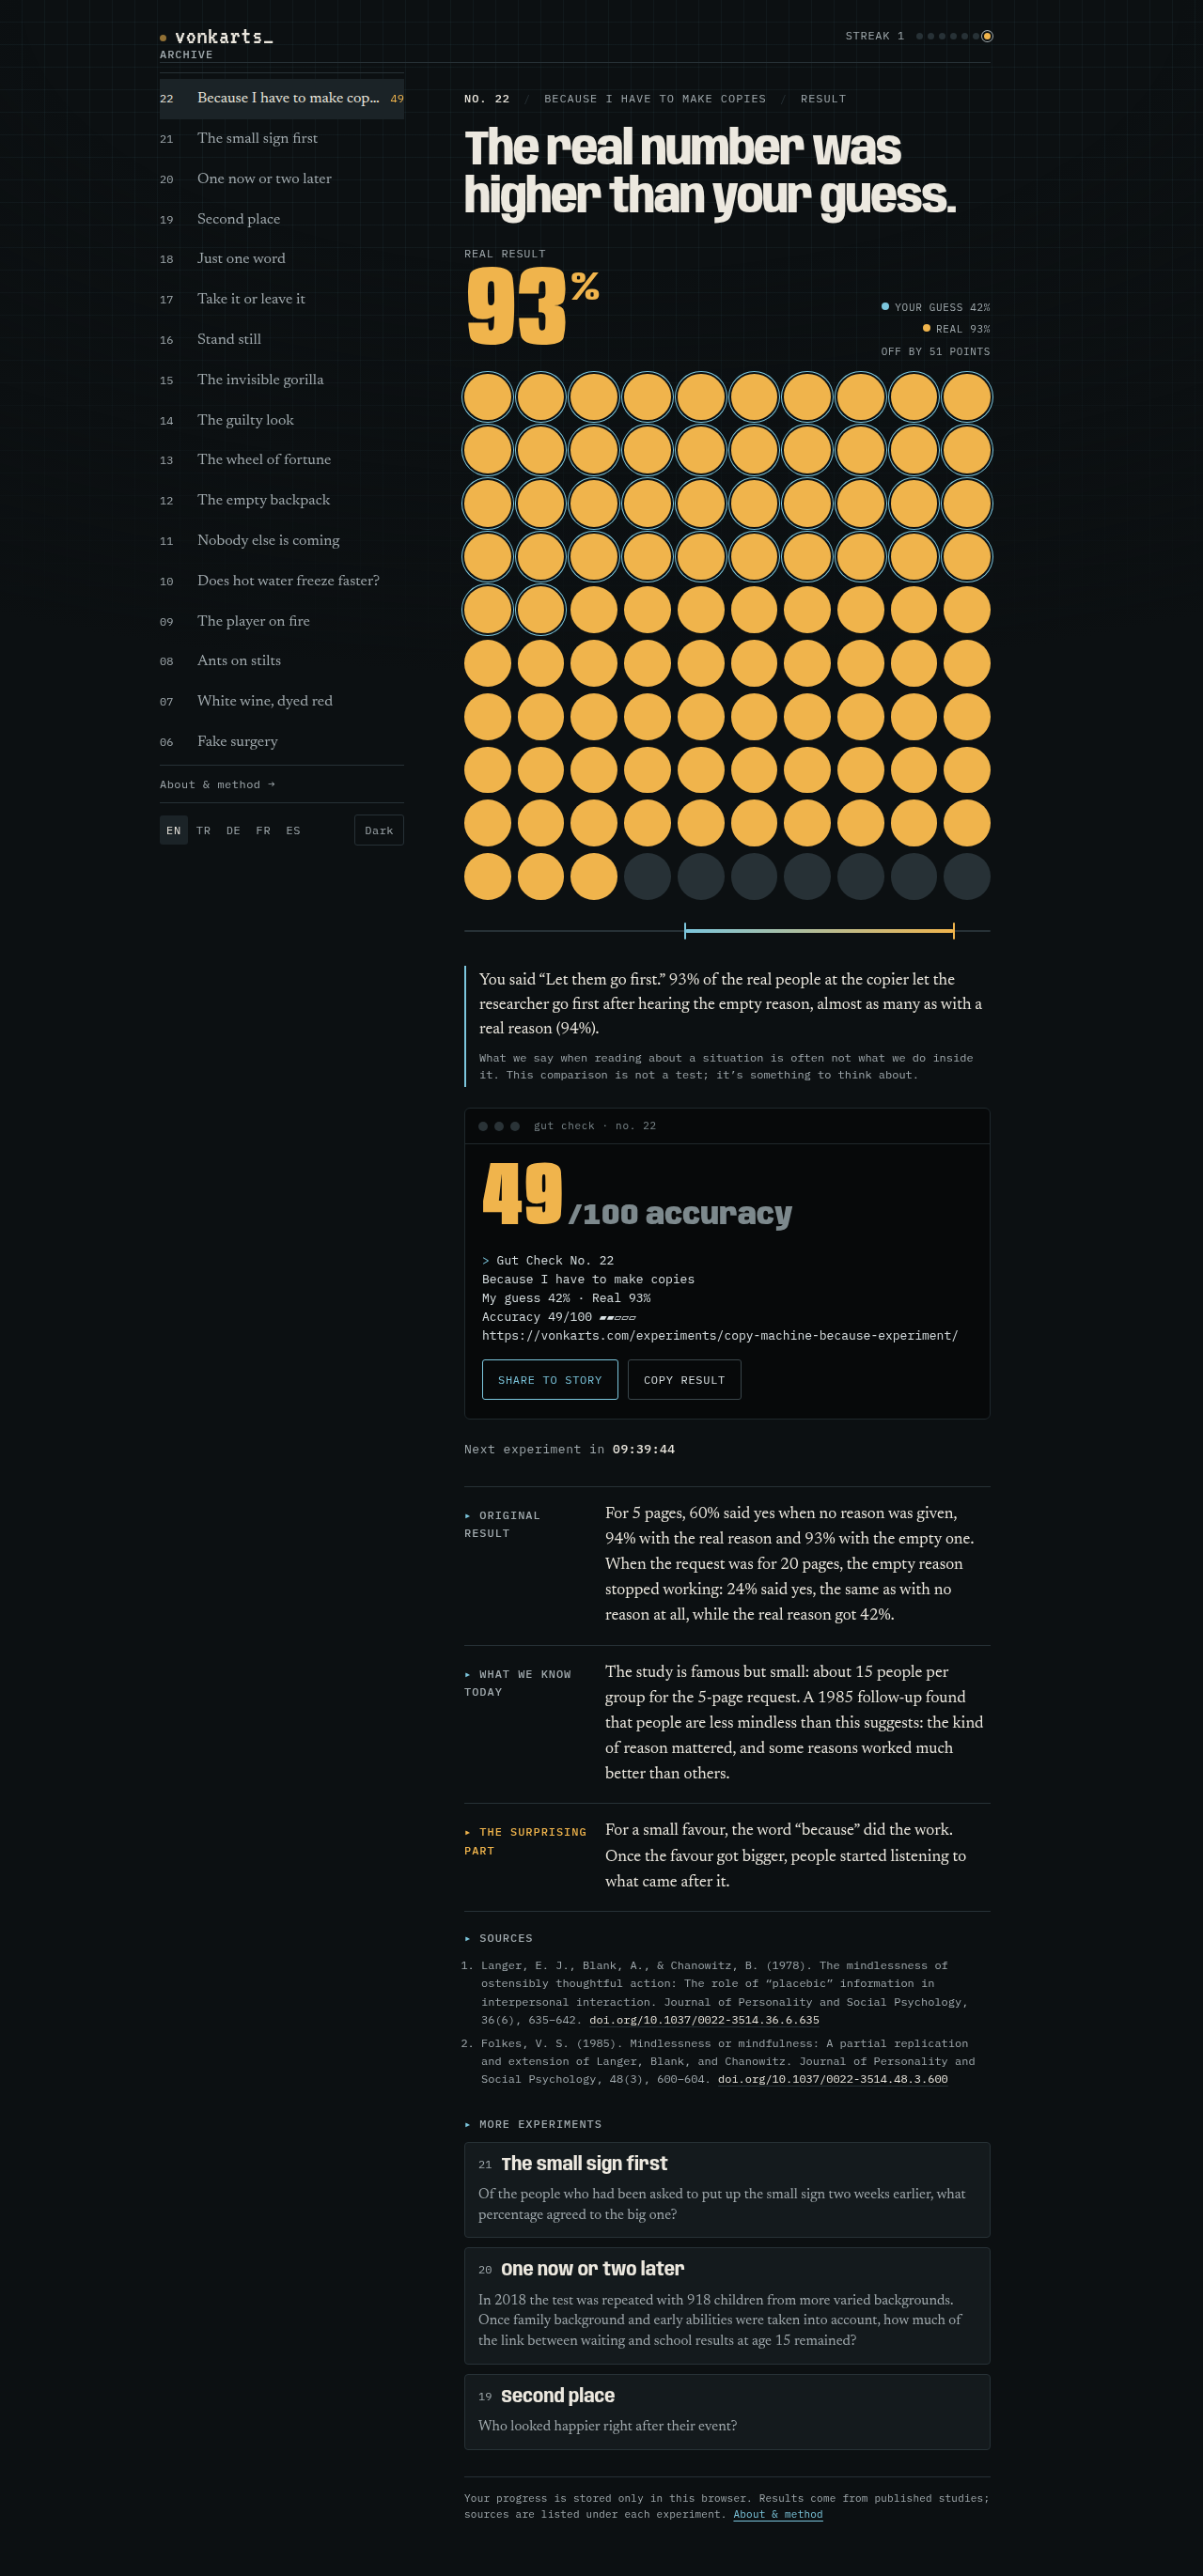 vonkarts_
ARCHIVE
STREAK 1
22 Because I have to make cop... 49
21 The small sign first
20 One now or two later
19 Second place
18 Just one word
17 Take it or leave it
16 Stand still
15 The invisible gorilla
14 The guilty look
13 The wheel of fortune
12 The empty backpack
11 Nobody else is coming
10 Does hot water freeze faster?
09 The player on fire
08 Ants on stilts
07 White wine, dyed red
06 Fake surgery
About & method →
EN TR DE FR ES Dark
NO. 22 / BECAUSE I HAVE TO MAKE COPIES / RESULT
The real number was
higher than your guess.
REAL RESULT
93%
YOUR GUESS 42%
REAL 93%
OFF BY 51 POINTS
You said “Let them go first.” 93% of the real people at the copier let the
researcher go first after hearing the empty reason, almost as many as with a
real reason (94%).
What we say when reading about a situation is often not what we do inside
it. This comparison is not a test; it’s something to think about.
gut check · no. 22
49/100 accuracy
> Gut Check No. 22
Because I have to make copies
My guess 42% · Real 93%
Accuracy 49/100 ▰▰▱▱▱
https://vonkarts.com/experiments/copy-machine-because-experiment/
SHARE TO STORY COPY RESULT
Next experiment in 09:39:44
▸ ORIGINAL
RESULT
For 5 pages, 60% said yes when no reason was given,
94% with the real reason and 93% with the empty one.
When the request was for 20 pages, the empty reason
stopped working: 24% said yes, the same as with no
reason at all, while the real reason got 42%.
▸ WHAT WE KNOW
TODAY
The study is famous but small: about 15 people per
group for the 5-page request. A 1985 follow-up found
that people are less mindless than this suggests: the kind
of reason mattered, and some reasons worked much
better than others.
▸ THE SURPRISING
PART
For a small favour, the word “because” did the work.
Once the favour got bigger, people started listening to
what came after it.
▸ SOURCES
1. Langer, E. J., Blank, A., & Chanowitz, B. (1978). The mindlessness of
ostensibly thoughtful action: The role of “placebic” information in
interpersonal interaction. Journal of Personality and Social Psychology,
36(6), 635–642. doi.org/10.1037/0022-3514.36.6.635
2. Folkes, V. S. (1985). Mindlessness or mindfulness: A partial replication
and extension of Langer, Blank, and Chanowitz. Journal of Personality and
Social Psychology, 48(3), 600–604. doi.org/10.1037/0022-3514.48.3.600
▸ MORE EXPERIMENTS
21 The small sign first
Of the people who had been asked to put up the small sign two weeks earlier, what
percentage agreed to the big one?
20 One now or two later
In 2018 the test was repeated with 918 children from more varied backgrounds.
Once family background and early abilities were taken into account, how much of
the link between waiting and school results at age 15 remained?
19 Second place
Who looked happier right after their event?
Your progress is stored only in this browser. Results come from published studies;
sources are listed under each experiment. About & method